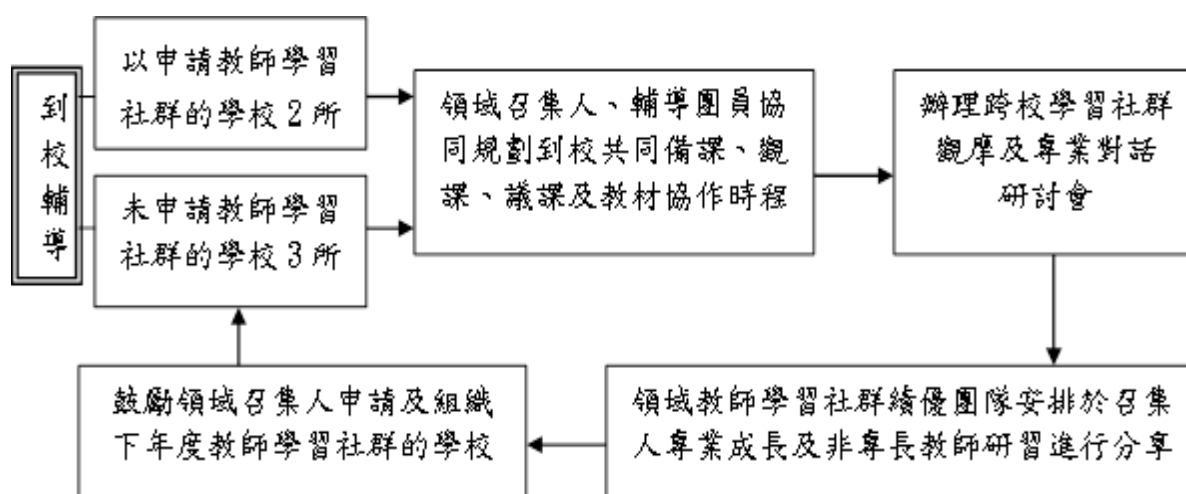 到校輔導
以申請教師學習
社群的學校2所
未申請教師學習
社群的學校3所
領域召集人、輔導團員協
同規劃到校共同備課、觀
課、議課及教材協作時程
辦理跨校學習社群
觀摩及專業對話
研討會
領域教師學習社群績優團隊安排於召集
人專業成長及非專長教師研習進行分享
鼓勵領域召集人申請及組織
下年度教師學習社群的學校